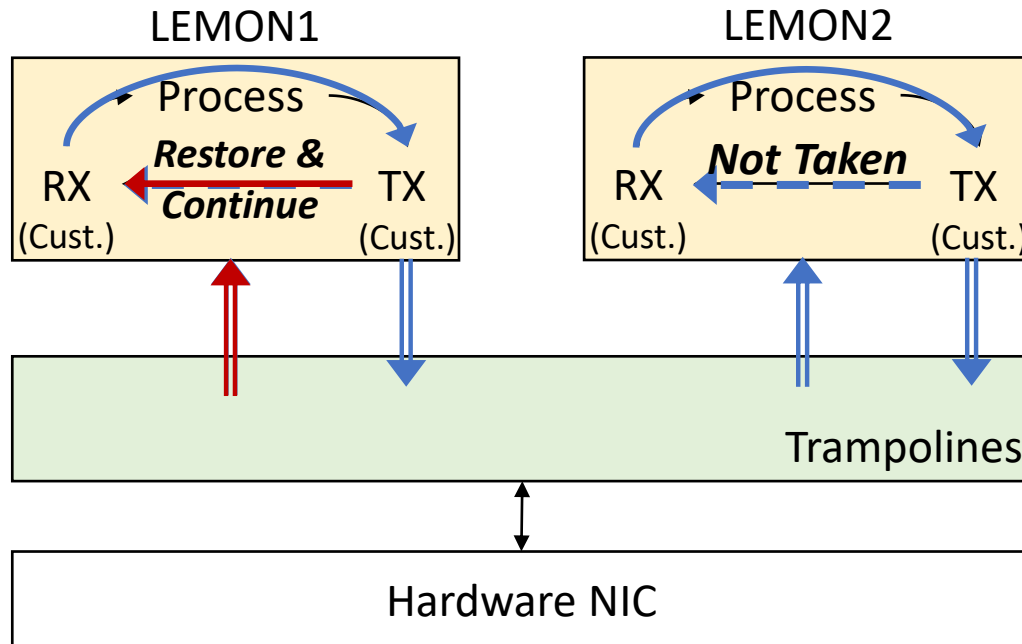 LEMON1
LEMON2
Process
Restore &
Continue
RX
(Cust.)
TX
(Cust.)
Process
Not Taken
RX
(Cust.)
TX
(Cust.)
Trampolines
Hardware NIC